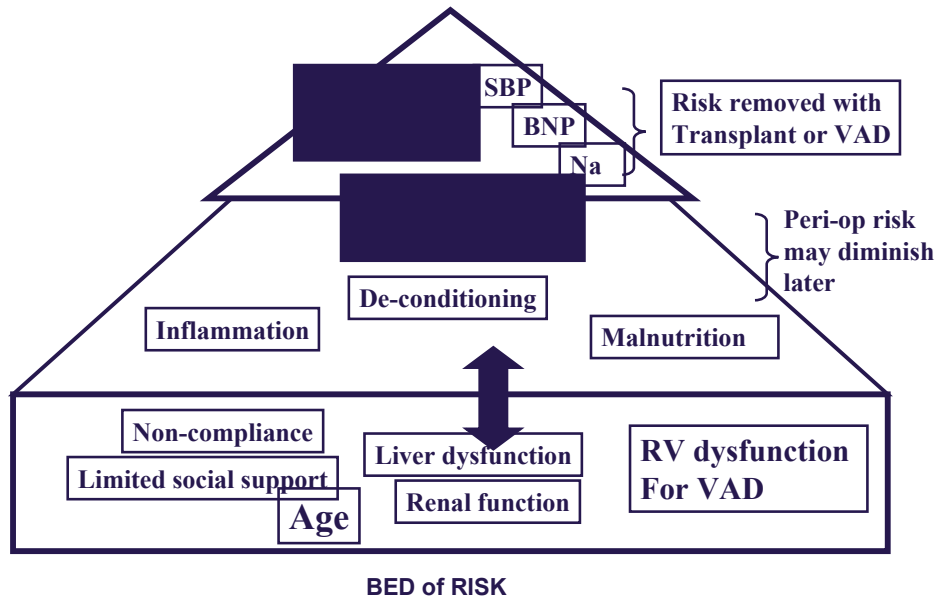 SBP
BNP
Na
Risk removed with
Transplant or VAD
Peri-op risk
may diminish
later
De-conditioning
Inflammation
Malnutrition
Non-compliance
Limited social support
Age
Liver dysfunction
Renal function
RV dysfunction
For VAD
BED of RISK